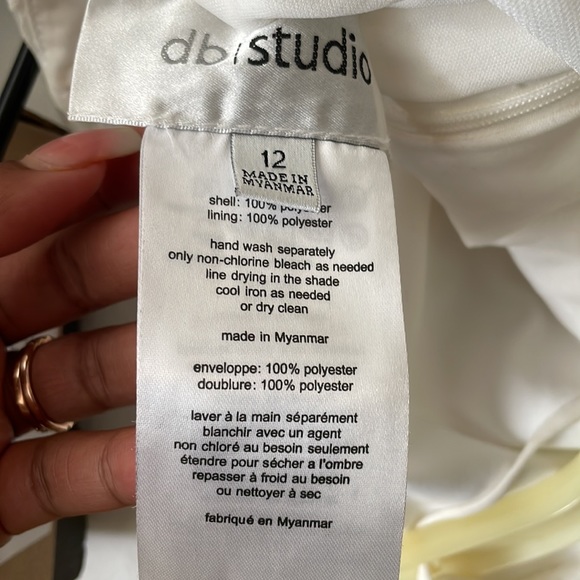 db/studio
12
MADE IN
MYANMAR
shell: 100% polyester
lining: 100% polyester
hand wash separately
only non-chlorine bleach as needed
line drying in the shade
cool iron as needed
or dry clean
made in Myanmar
enveloppe: 100% polyester
doublure: 100% polyester
laver à la main séparément
blanchir avec un agent
non chloré au besoin seulement
étendre pour sécher a l'ombre
repasser à froid au besoin
ou nettoyer à sec
fabriqué en Myanmar